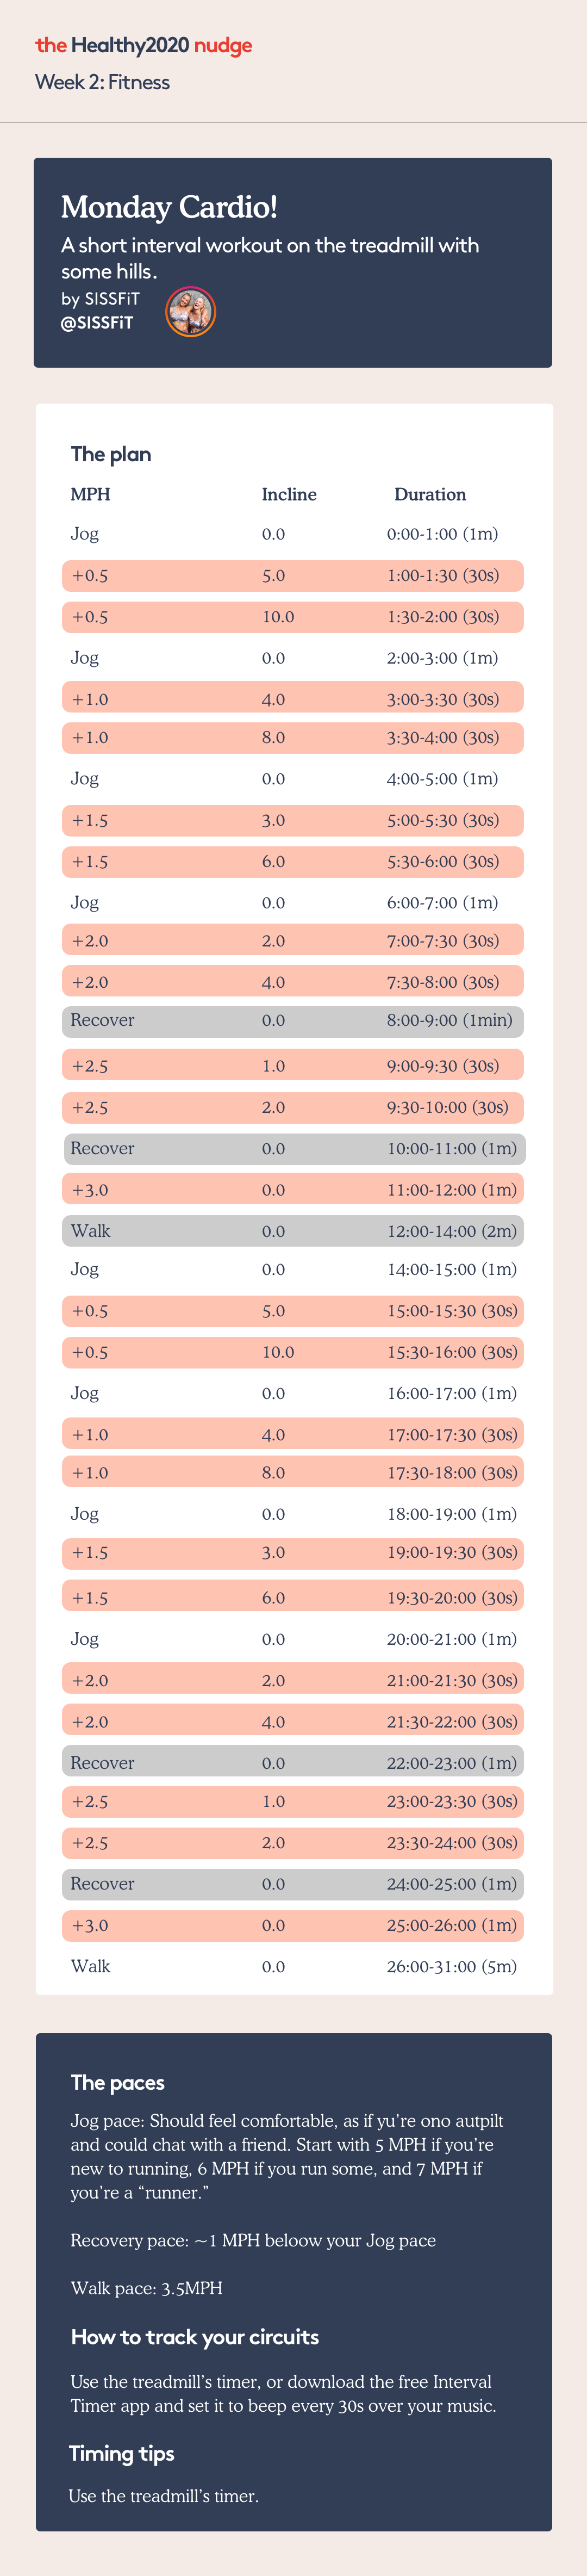 the Healthy2020 nudge
Week 2: Fitness
Monday Cardio!
A short interval workout on the treadmill with
some hills.
by SISSFiT
@SISSFiT
The plan
MPH Incline Duration
Jog 0.0 0:00-1:00 (1m)
+0.5 5.0 1:00-1:30 (30s)
+0.5 10.0 1:30-2:00 (30s)
Jog 0.0 2:00-3:00 (1m)
+1.0 4.0 3:00-3:30 (30s)
+1.0 8.0 3:30-4:00 (30s)
Jog 0.0 4:00-5:00 (1m)
+1.5 3.0 5:00-5:30 (30s)
+1.5 6.0 5:30-6:00 (30s)
Jog 0.0 6:00-7:00 (1m)
+2.0 2.0 7:00-7:30 (30s)
+2.0 4.0 7:30-8:00 (30s)
Recover 0.0 8:00-9:00 (1min)
+2.5 1.0 9:00-9:30 (30s)
+2.5 2.0 9:30-10:00 (30s)
Recover 0.0 10:00-11:00 (1m)
+3.0 0.0 11:00-12:00 (1m)
Walk 0.0 12:00-14:00 (2m)
Jog 0.0 14:00-15:00 (1m)
+0.5 5.0 15:00-15:30 (30s)
+0.5 10.0 15:30-16:00 (30s)
Jog 0.0 16:00-17:00 (1m)
+1.0 4.0 17:00-17:30 (30s)
+1.0 8.0 17:30-18:00 (30s)
Jog 0.0 18:00-19:00 (1m)
+1.5 3.0 19:00-19:30 (30s)
+1.5 6.0 19:30-20:00 (30s)
Jog 0.0 20:00-21:00 (1m)
+2.0 2.0 21:00-21:30 (30s)
+2.0 4.0 21:30-22:00 (30s)
Recover 0.0 22:00-23:00 (1m)
+2.5 1.0 23:00-23:30 (30s)
+2.5 2.0 23:30-24:00 (30s)
Recover 0.0 24:00-25:00 (1m)
+3.0 0.0 25:00-26:00 (1m)
Walk 0.0 26:00-31:00 (5m)
The paces
Jog pace: Should feel comfortable, as if yu're ono autpilt
and could chat with a friend. Start with 5 MPH if you're
new to running, 6 MPH if you run some, and 7 MPH if
you're a “runner.”
Recovery pace: ~1 MPH beloow your Jog pace
Walk pace: 3.5MPH
How to track your circuits
Use the treadmill's timer, or download the free Interval
Timer app and set it to beep every 30s over your music.
Timing tips
Use the treadmill's timer.